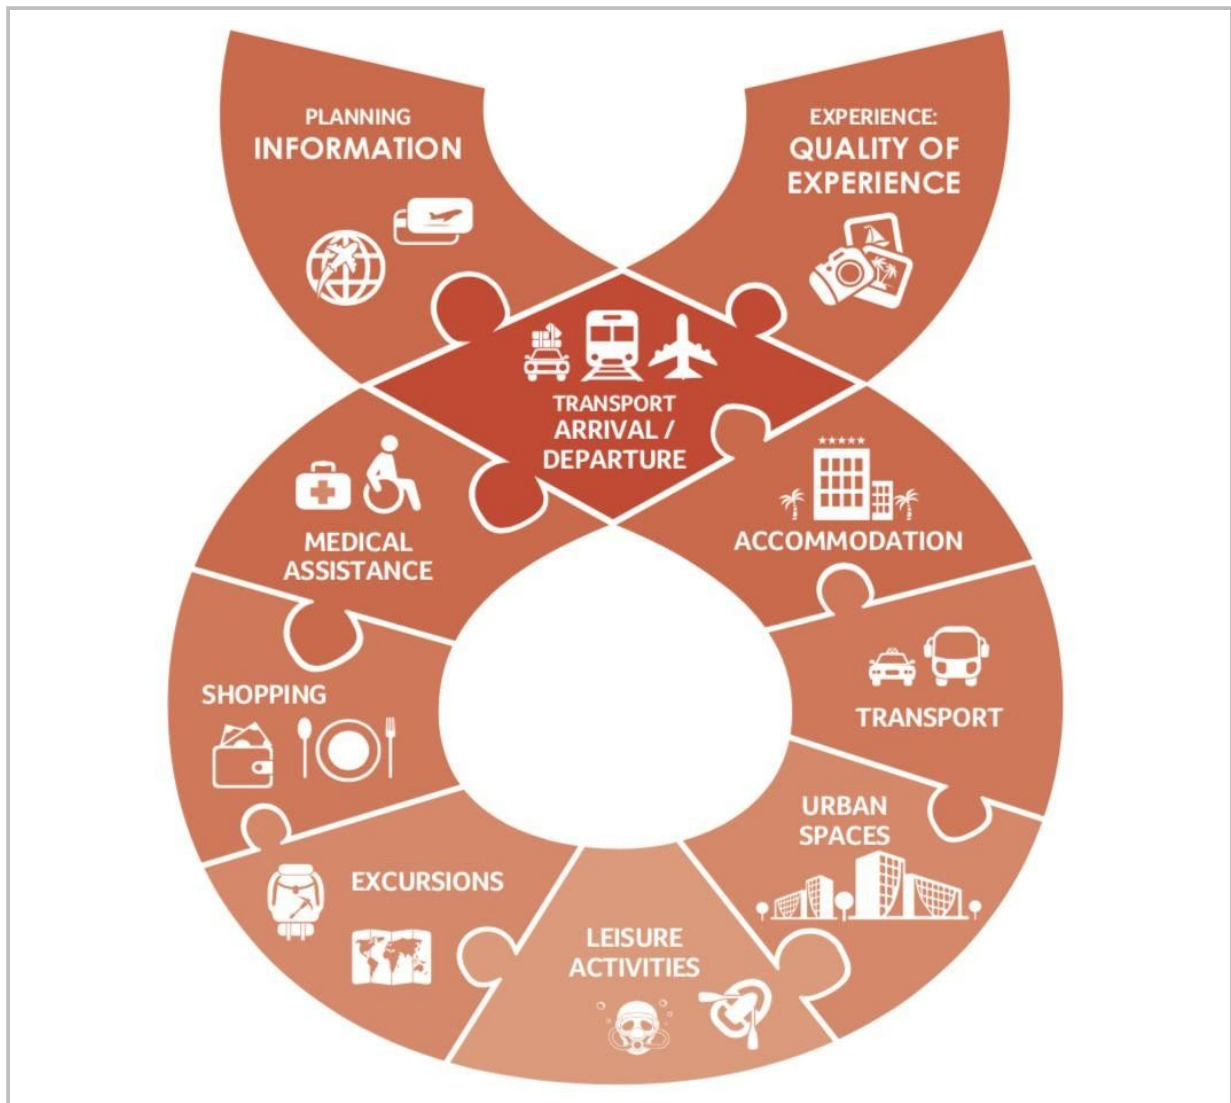 PLANNING
INFORMATION
EXPERIENCE:
QUALITY OF
EXPERIENCE
TRANSPORT
ARRIVAL /
DEPARTURE
MEDICAL
ASSISTANCE
ACCOMMODATION
SHOPPING
TRANSPORT
URBAN
SPACES
EXCURSIONS
LEISURE
ACTIVITIES